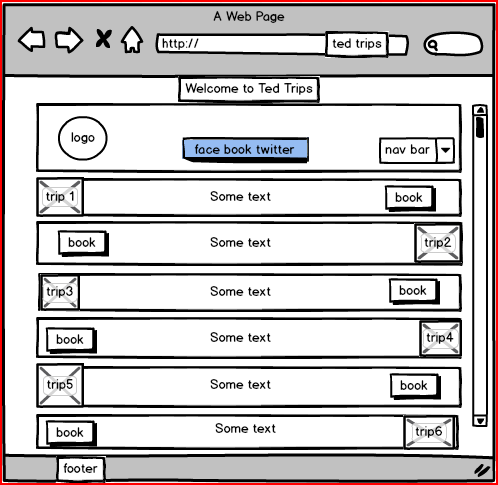 A Web Page
http://
ted trips
Welcome to Ted Trips
logo
face book twitter
nav bar
trip 1
Some text
book
book
Some text
trip2
trip3
Some text
book
book
Some text
trip4
trip5
Some text
book
book
Some text
trip6
footer